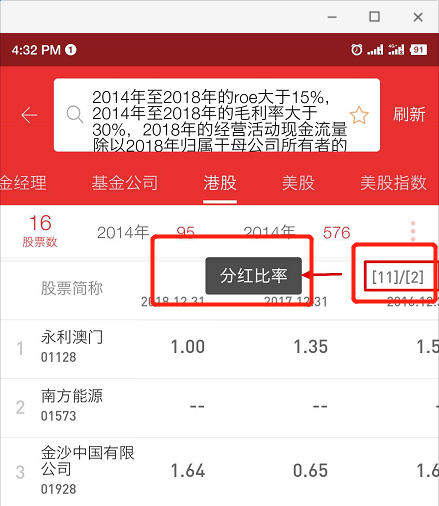 4:32 PM 1
91
2014年至2018年的roe大于15%,
2014年至2018年的毛利率大于
30%，2018年的经营活动现金流量
除以2018年归属于母公司所有者的
刷新
金经理 基金公司 港股 美股 美股指数
16 2014年 95 2014年 576
股票数
分红比率 [11]/[2]
股票简称 2018.12.31 2017.12.31 2016.12.3
1 永利澳门 1.00 1.35 1.5
01128
2 南方能源 -- -- --
01573
3 金沙中国有限 1.64 0.65 1.6
公司
01928